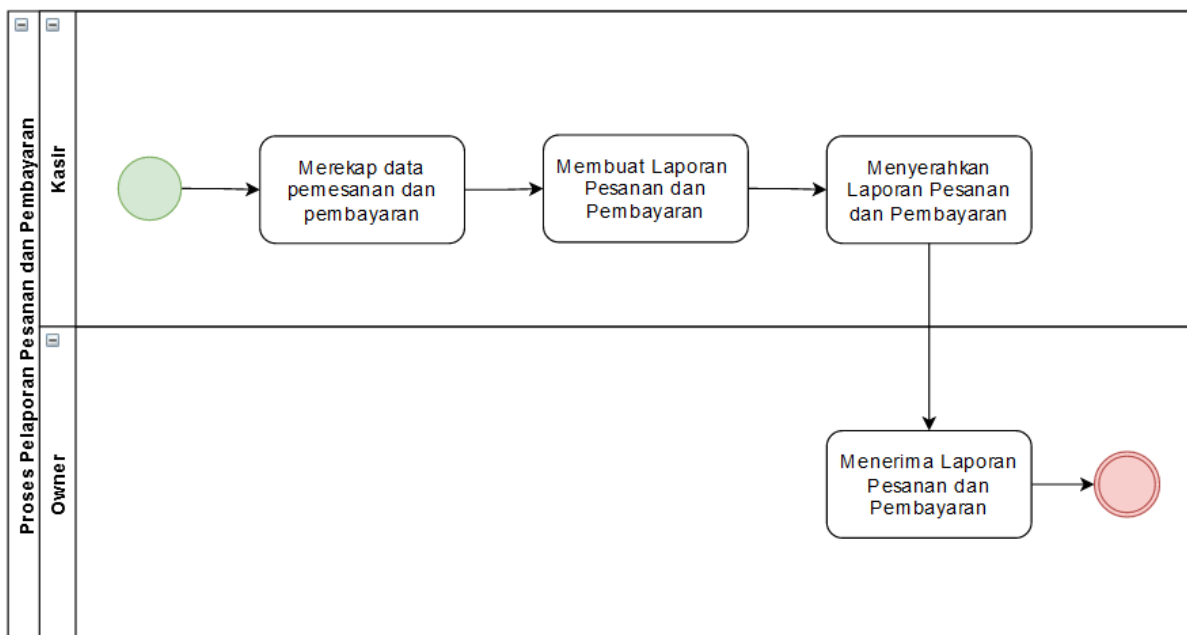 Proses Pelaporan Pesanan dan Pembayaran
Kasir
Merekap data
pemesanan dan
pembayaran
Membuat Laporan
Pesanan dan
Pembayaran
Menyerahkan
Laporan Pesanan
dan Pembayaran
Owner
Menerima Laporan
Pesanan dan
Pembayaran